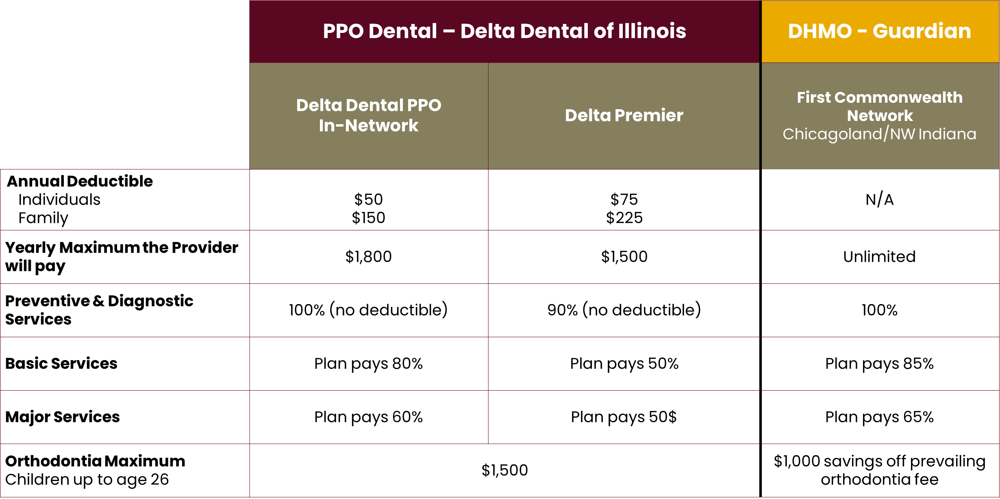 PPO Dental – Delta Dental of Illinois
DHMO - Guardian
Delta Dental PPO
In-Network
Delta Premier
First Commonwealth
Network
Chicagoland/NW Indiana
Annual Deductible
Individuals
$50
$75
N/A
Family
$150
$225
Yearly Maximum the Provider
will pay
$1,800
$1,500
Unlimited
Preventive & Diagnostic
Services
100% (no deductible)
90% (no deductible)
100%
Basic Services
Plan pays 80%
Plan pays 50%
Plan pays 85%
Major Services
Plan pays 60%
Plan pays 50$
Plan pays 65%
Orthodontia Maximum
Children up to age 26
$1,500
$1,000 savings off prevailing
orthodontia fee